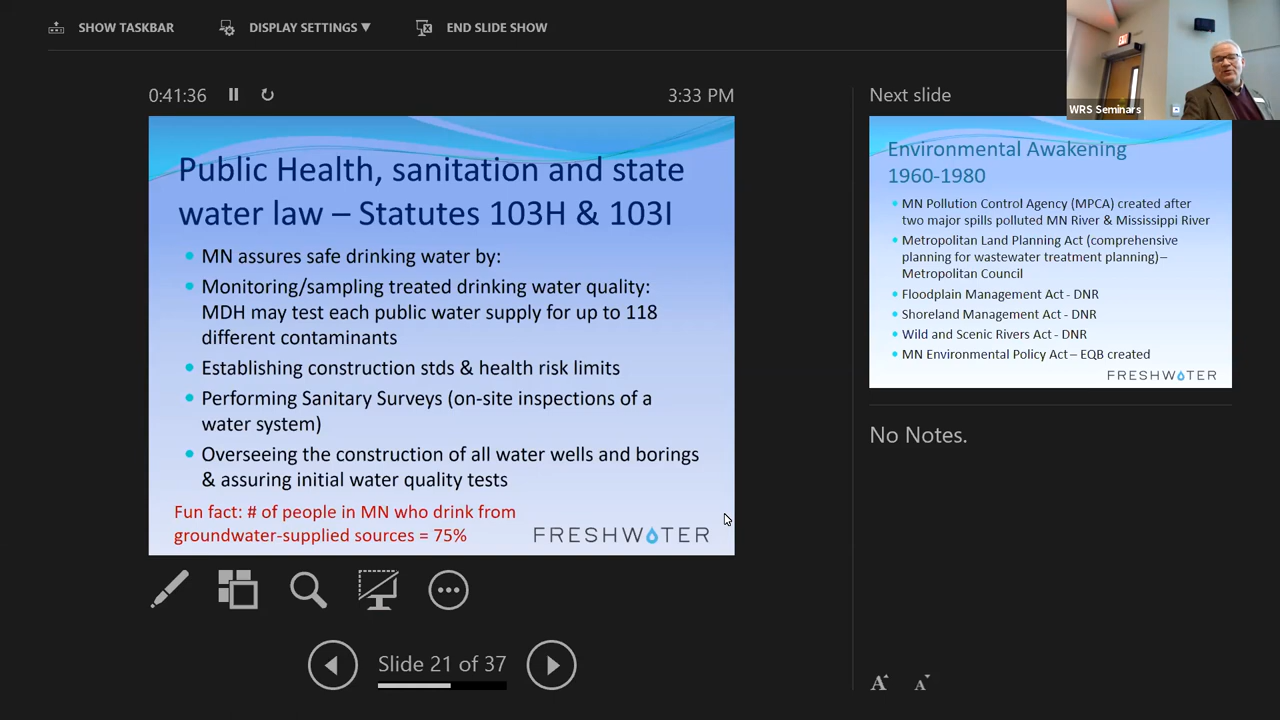 SHOW TASKBAR
DISPLAY SETTINGS ▼
END SLIDE SHOW
EXIT
WRS Seminars
0:41:36
3:33 PM
Public Health, sanitation and state
water law – Statutes 103H & 103I
• MN assures safe drinking water by:
• Monitoring/sampling treated drinking water quality:
MDH may test each public water supply for up to 118
different contaminants
• Establishing construction stds & health risk limits
• Performing Sanitary Surveys (on-site inspections of a
water system)
• Overseeing the construction of all water wells and borings
& assuring initial water quality tests
Fun fact: # of people in MN who drink from
groundwater-supplied sources = 75%
FRESHWATER
Slide 21 of 37
Next slide
Environmental Awakening
1960-1980
• MN Pollution Control Agency (MPCA) created after
two major spills polluted MN River & Mississippi River
• Metropolitan Land Planning Act (comprehensive
planning for wastewater treatment planning) –
Metropolitan Council
• Floodplain Management Act - DNR
• Shoreland Management Act - DNR
• Wild and Scenic Rivers Act - DNR
• MN Environmental Policy Act – EQB created
FRESHWATER
No Notes.
A A